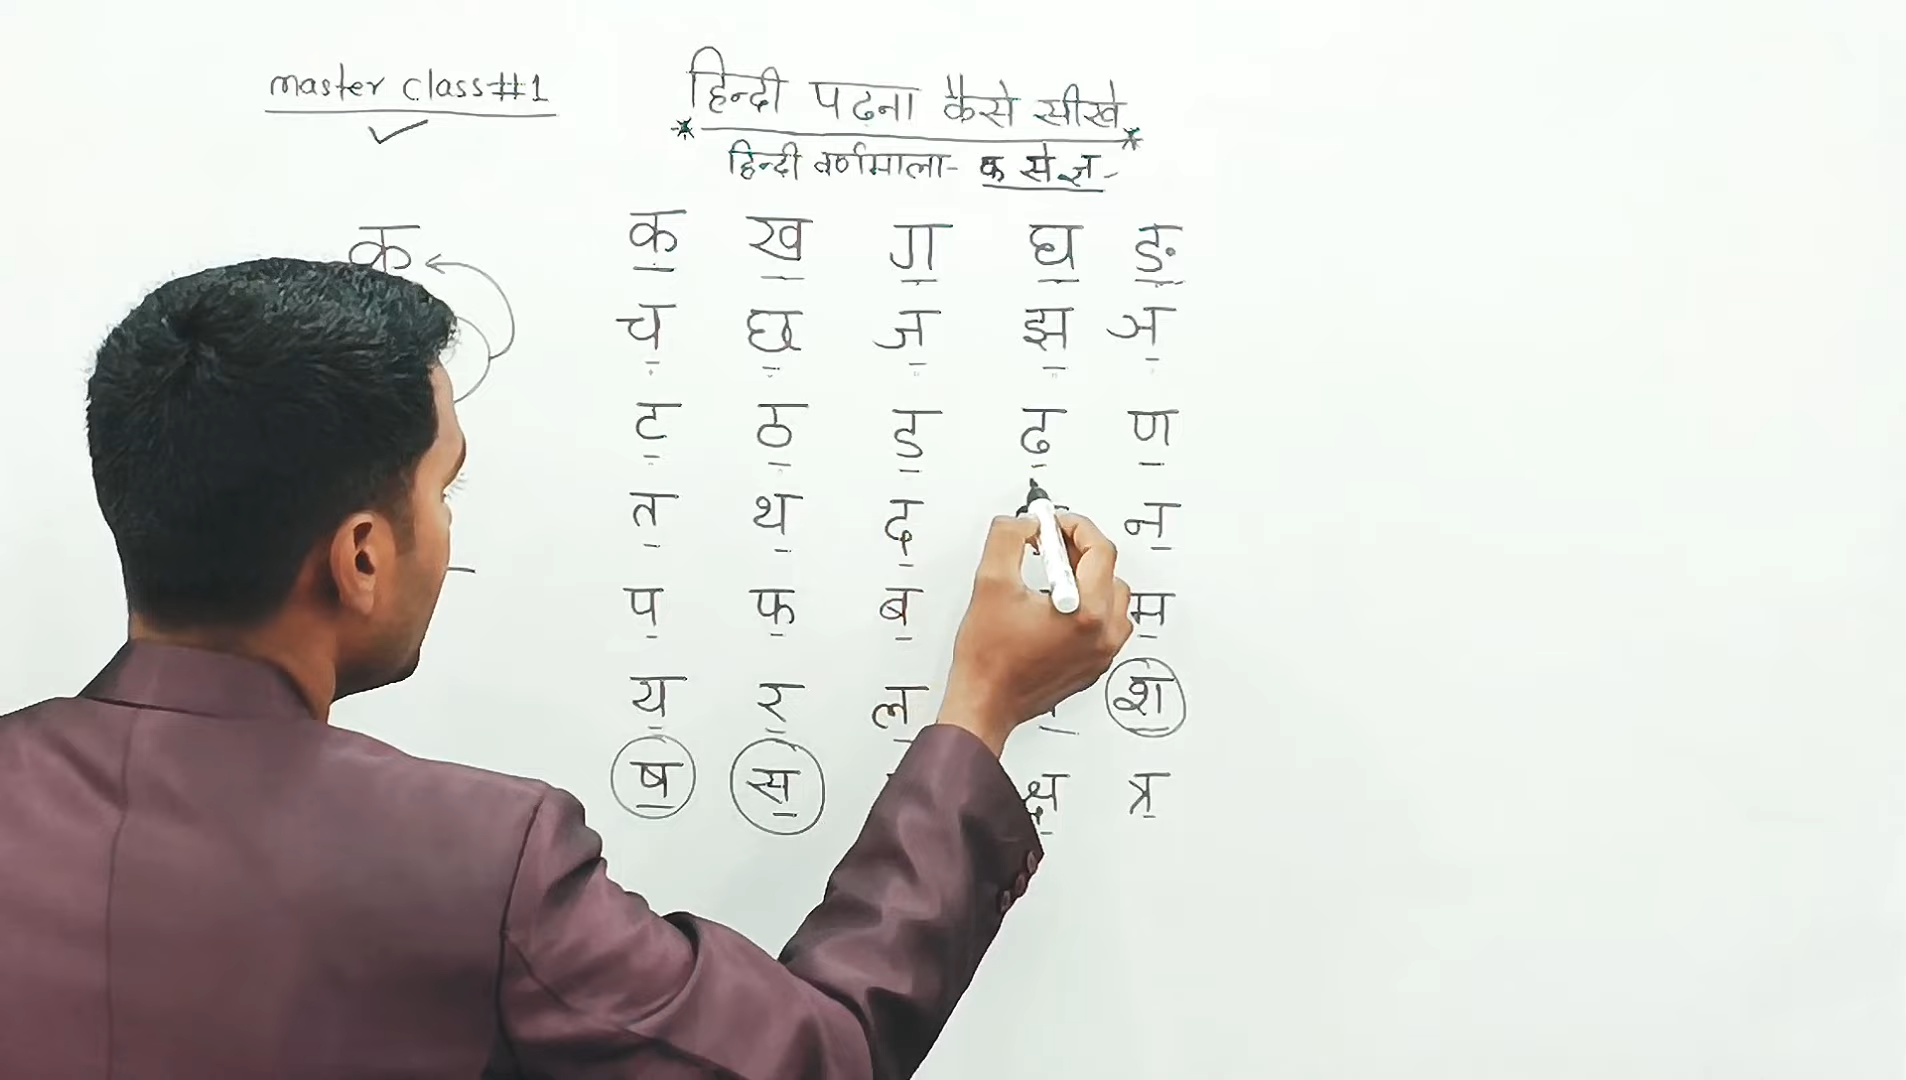 master class#1
हिन्दी पढना कैसे सीखे
हिन्दी वर्णमाला- क से ज्ञ-
क
क ख ग घ ङ
च छ ज झ ञ
ट ठ ड ढ ण
त थ द न
प फ ब म
य र ल श
ष स क्ष त्र